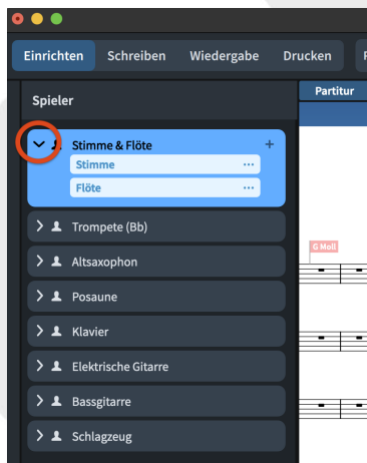 Einrichten Schreiben Wiedergabe Drucken
Spieler
Partitur
Stimme & Flöte
Stimme
Flöte
Trompete (Bb)
G Moll
Altsaxophon
Posaune
Klavier
Elektrische Gitarre
Bassgitarre
Schlagzeug